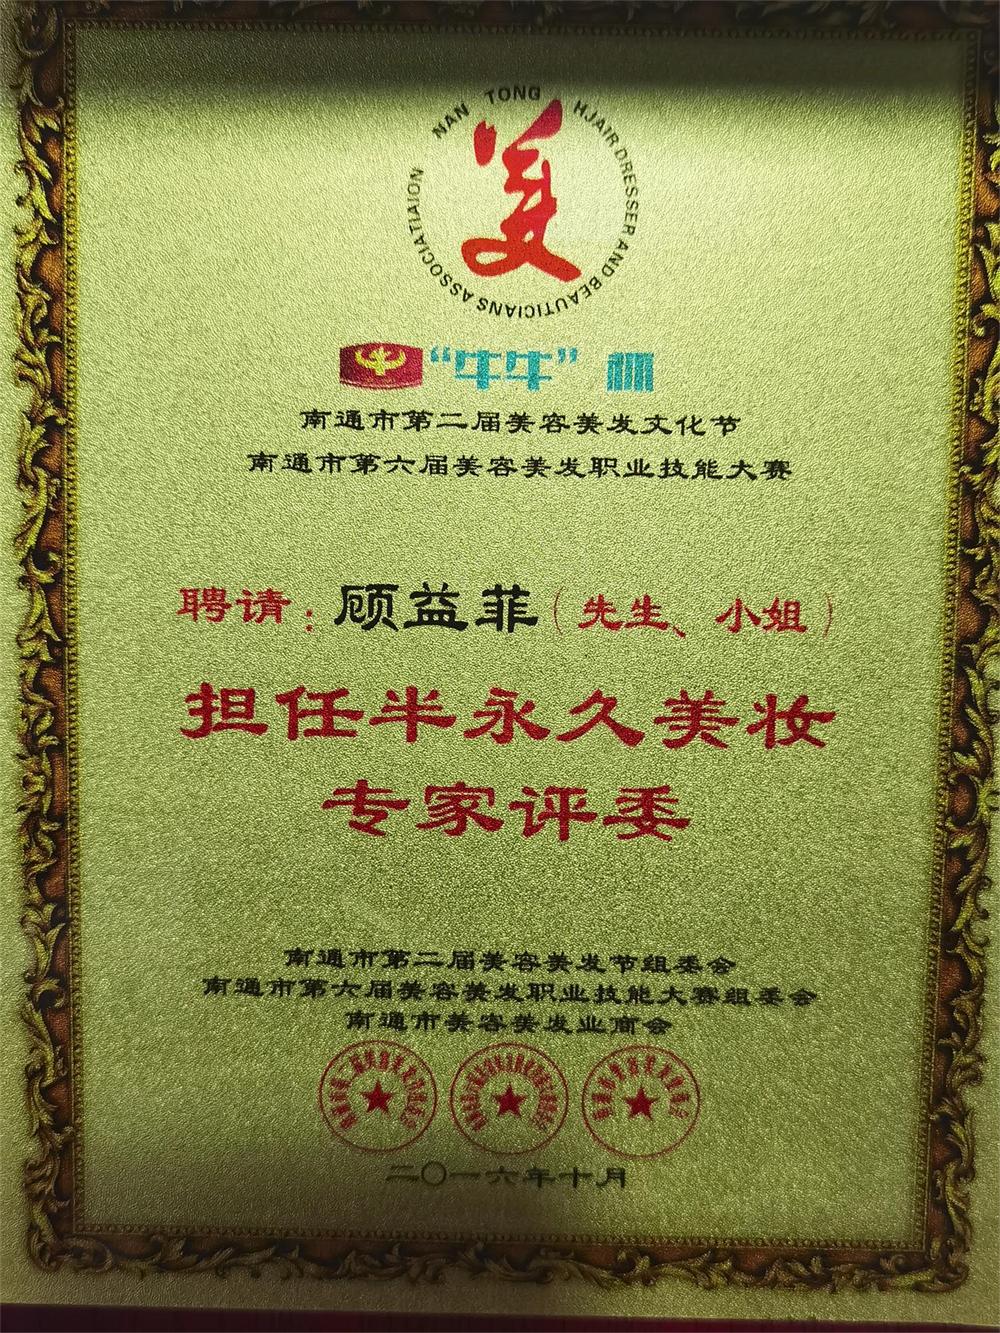 NAN TONG HJAIRDRESSER AND BEAUTICIANS ASSOCIATIAION
美
“牛牛”杯
南通市第二届美容美发文化节
南通市第六届美容美发职业技能大赛
聘请：顾益菲（先生、小姐）
担任半永久美妆
专家评委
南通市第二届美容美发节组委会
南通市第六届美容美发职业技能大赛组委会
南通市美容美发业商会
二〇一六年十月